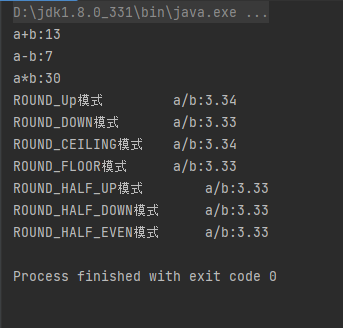 D:\jdk1.8.0_331\bin\java.exe ...
a+b:13
a-b:7
a*b:30
ROUND_Up模式 a/b:3.34
ROUND_DOWN模式 a/b:3.33
ROUND_CEILING模式 a/b:3.34
ROUND_FLOOR模式 a/b:3.33
ROUND_HALF_UP模式 a/b:3.33
ROUND_HALF_DOWN模式 a/b:3.33
ROUND_HALF_EVEN模式 a/b:3.33
Process finished with exit code 0